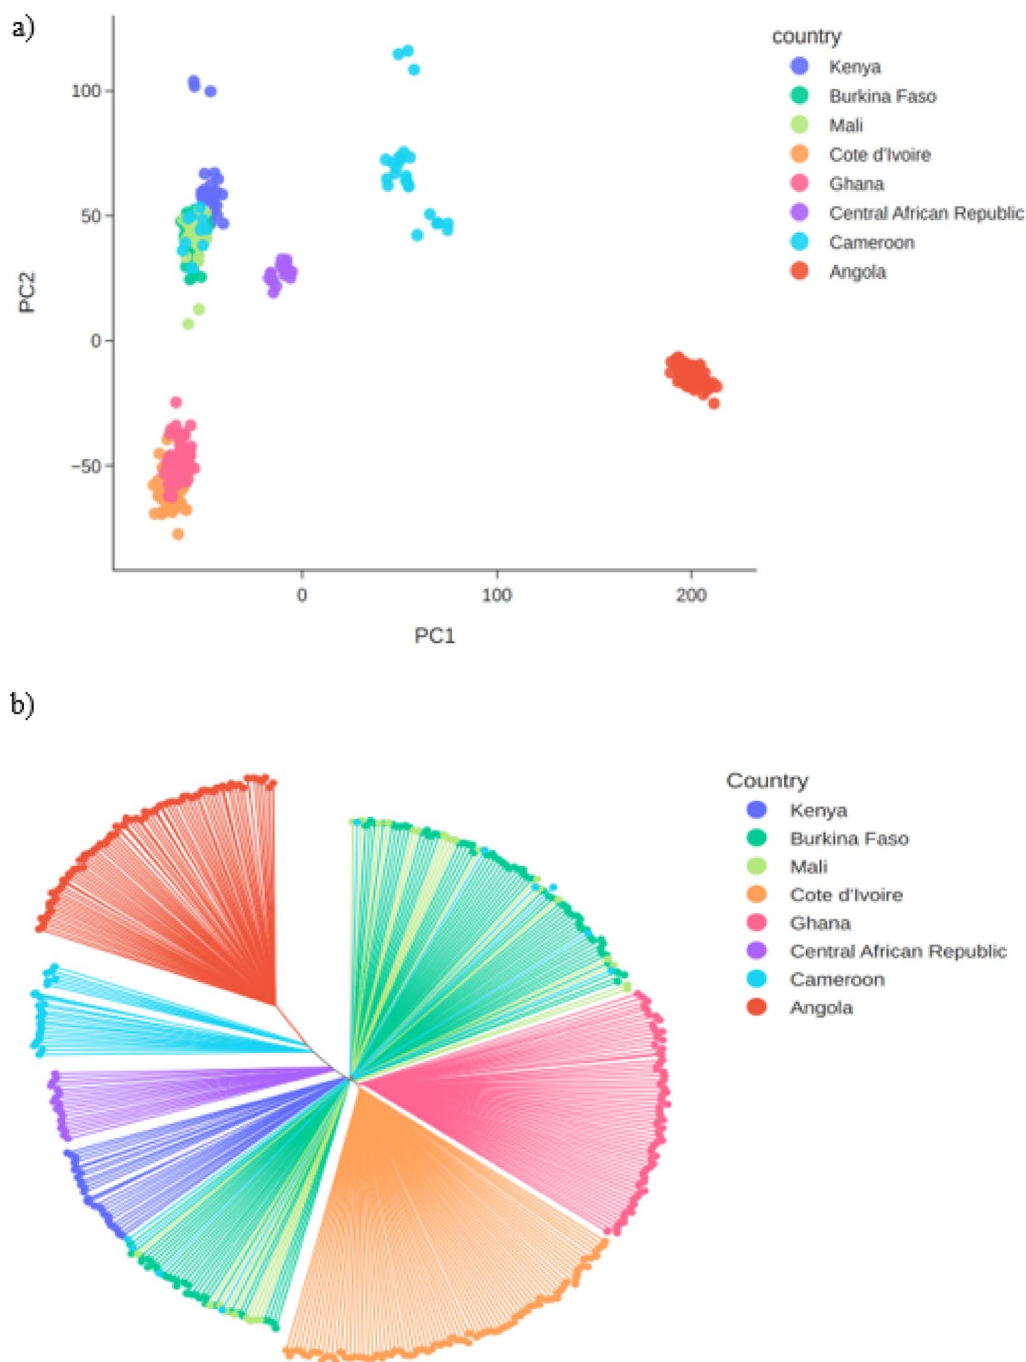 a)
country
Kenya
Burkina Faso
Mali
Cote d'Ivoire
Ghana
Central African Republic
Cameroon
Angola
100
50
0
−50
PC2
0 100 200
PC1
b)
Country
Kenya
Burkina Faso
Mali
Cote d'Ivoire
Ghana
Central African Republic
Cameroon
Angola